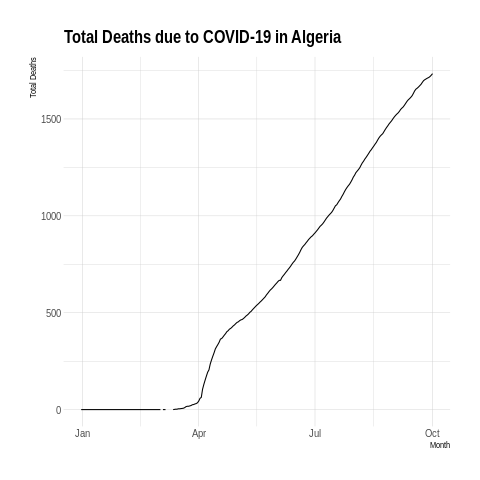 Total Deaths due to COVID-19 in Algeria
Total Deaths
1500
1000
500
0
Jan Apr Jul Oct
Month